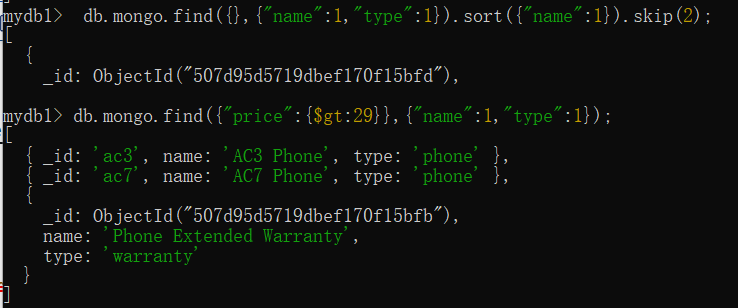 mydb1>  db.mongo.find({},{"name":1,"type":1}).sort({"name":1}).skip(2);
[
  {
    _id: ObjectId("507d95d5719dbef170f15bfd"),
mydb1> db.mongo.find({"price":{$gt:29}},{"name":1,"type":1});
[
  { _id: 'ac3', name: 'AC3 Phone', type: 'phone' },
  { _id: 'ac7', name: 'AC7 Phone', type: 'phone' },
  {
    _id: ObjectId("507d95d5719dbef170f15bfb"),
    name: 'Phone Extended Warranty',
    type: 'warranty'
  }
]